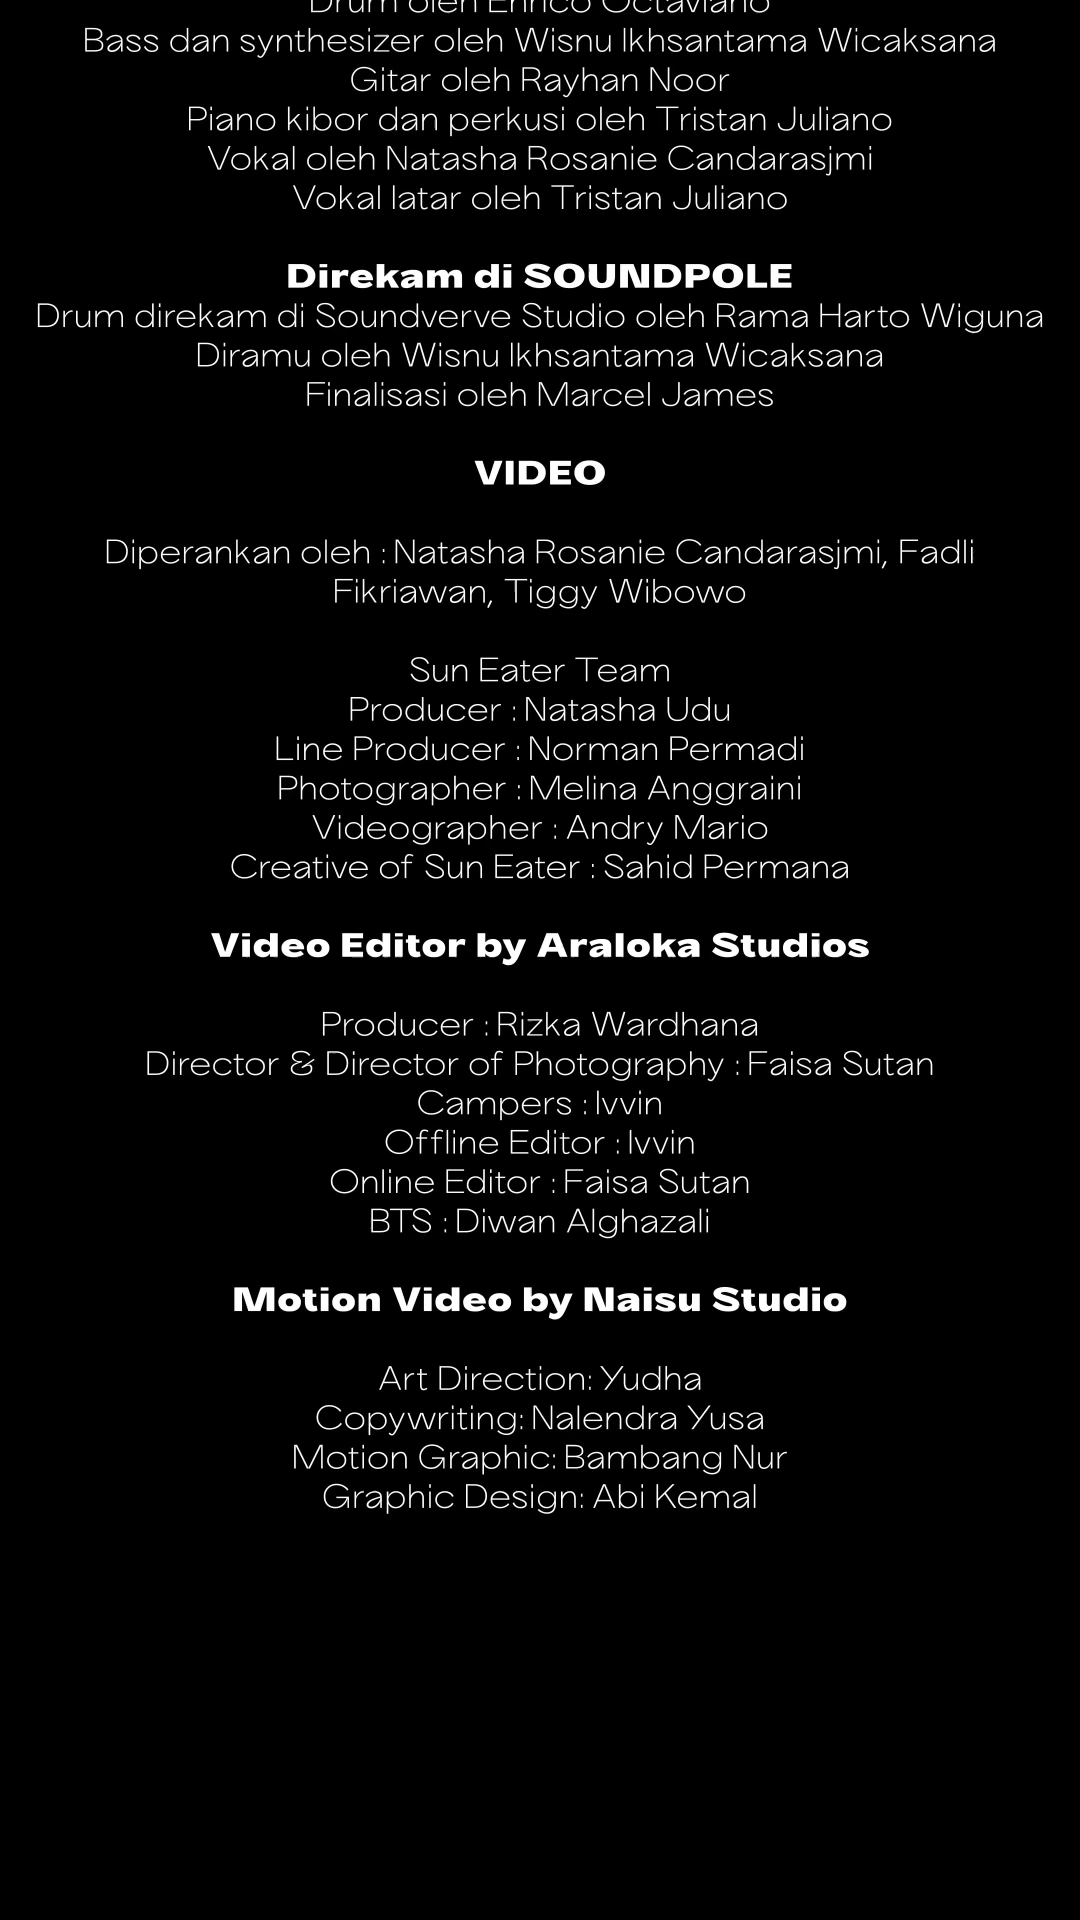 Drum oleh Enrico Octaviano
Bass dan synthesizer oleh Wisnu Ikhsantama Wicaksana
Gitar oleh Rayhan Noor
Piano kibor dan perkusi oleh Tristan Juliano
Vokal oleh Natasha Rosanie Candarasjmi
Vokal latar oleh Tristan Juliano
Direkam di SOUNDPOLE
Drum direkam di Soundverve Studio oleh Rama Harto Wiguna
Diramu oleh Wisnu Ikhsantama Wicaksana
Finalisasi oleh Marcel James
VIDEO
Diperankan oleh : Natasha Rosanie Candarasjmi, Fadli
Fikriawan, Tiggy Wibowo
Sun Eater Team
Producer : Natasha Udu
Line Producer : Norman Permadi
Photographer : Melina Anggraini
Videographer : Andry Mario
Creative of Sun Eater : Sahid Permana
Video Editor by Araloka Studios
Producer : Rizka Wardhana
Director & Director of Photography : Faisa Sutan
Campers : Ivvin
Offline Editor : Ivvin
Online Editor : Faisa Sutan
BTS : Diwan Alghazali
Motion Video by Naisu Studio
Art Direction: Yudha
Copywriting: Nalendra Yusa
Motion Graphic: Bambang Nur
Graphic Design: Abi Kemal